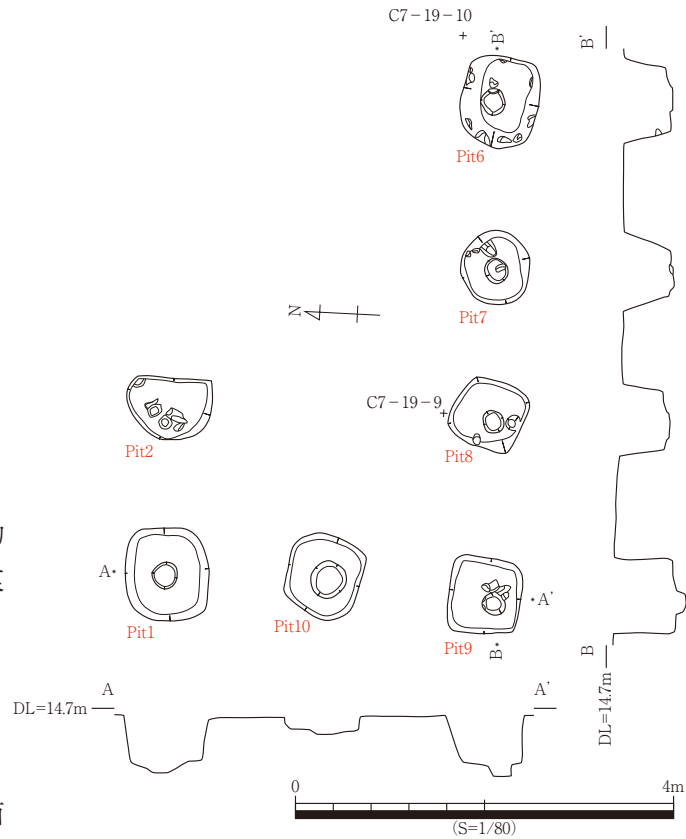 C7-19-10
B'
B'
Pit6
Pit7
N
C7-19-9
Pit2
Pit8
A
A'
Pit1
Pit10
Pit9
B
B
A
A'
DL=14.7m
DL=14.7m
0
4m
(S=1/80)